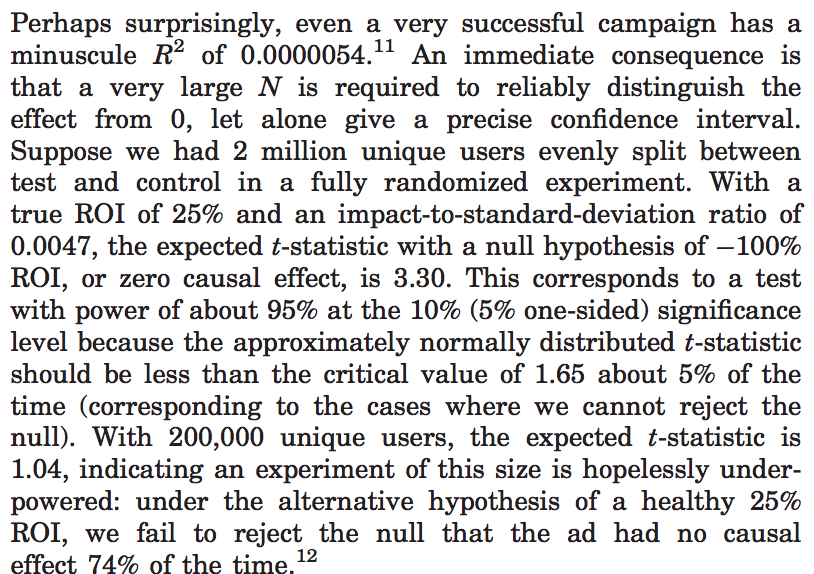 Perhaps surprisingly, even a very successful campaign has a
minuscule R² of 0.0000054.¹¹ An immediate consequence is
that a very large N is required to reliably distinguish the
effect from 0, let alone give a precise confidence interval.
Suppose we had 2 million unique users evenly split between
test and control in a fully randomized experiment. With a
true ROI of 25% and an impact-to-standard-deviation ratio of
0.0047, the expected t-statistic with a null hypothesis of −100%
ROI, or zero causal effect, is 3.30. This corresponds to a test
with power of about 95% at the 10% (5% one-sided) significance
level because the approximately normally distributed t-statistic
should be less than the critical value of 1.65 about 5% of the
time (corresponding to the cases where we cannot reject the
null). With 200,000 unique users, the expected t-statistic is
1.04, indicating an experiment of this size is hopelessly under-
powered: under the alternative hypothesis of a healthy 25%
ROI, we fail to reject the null that the ad had no causal
effect 74% of the time.¹²